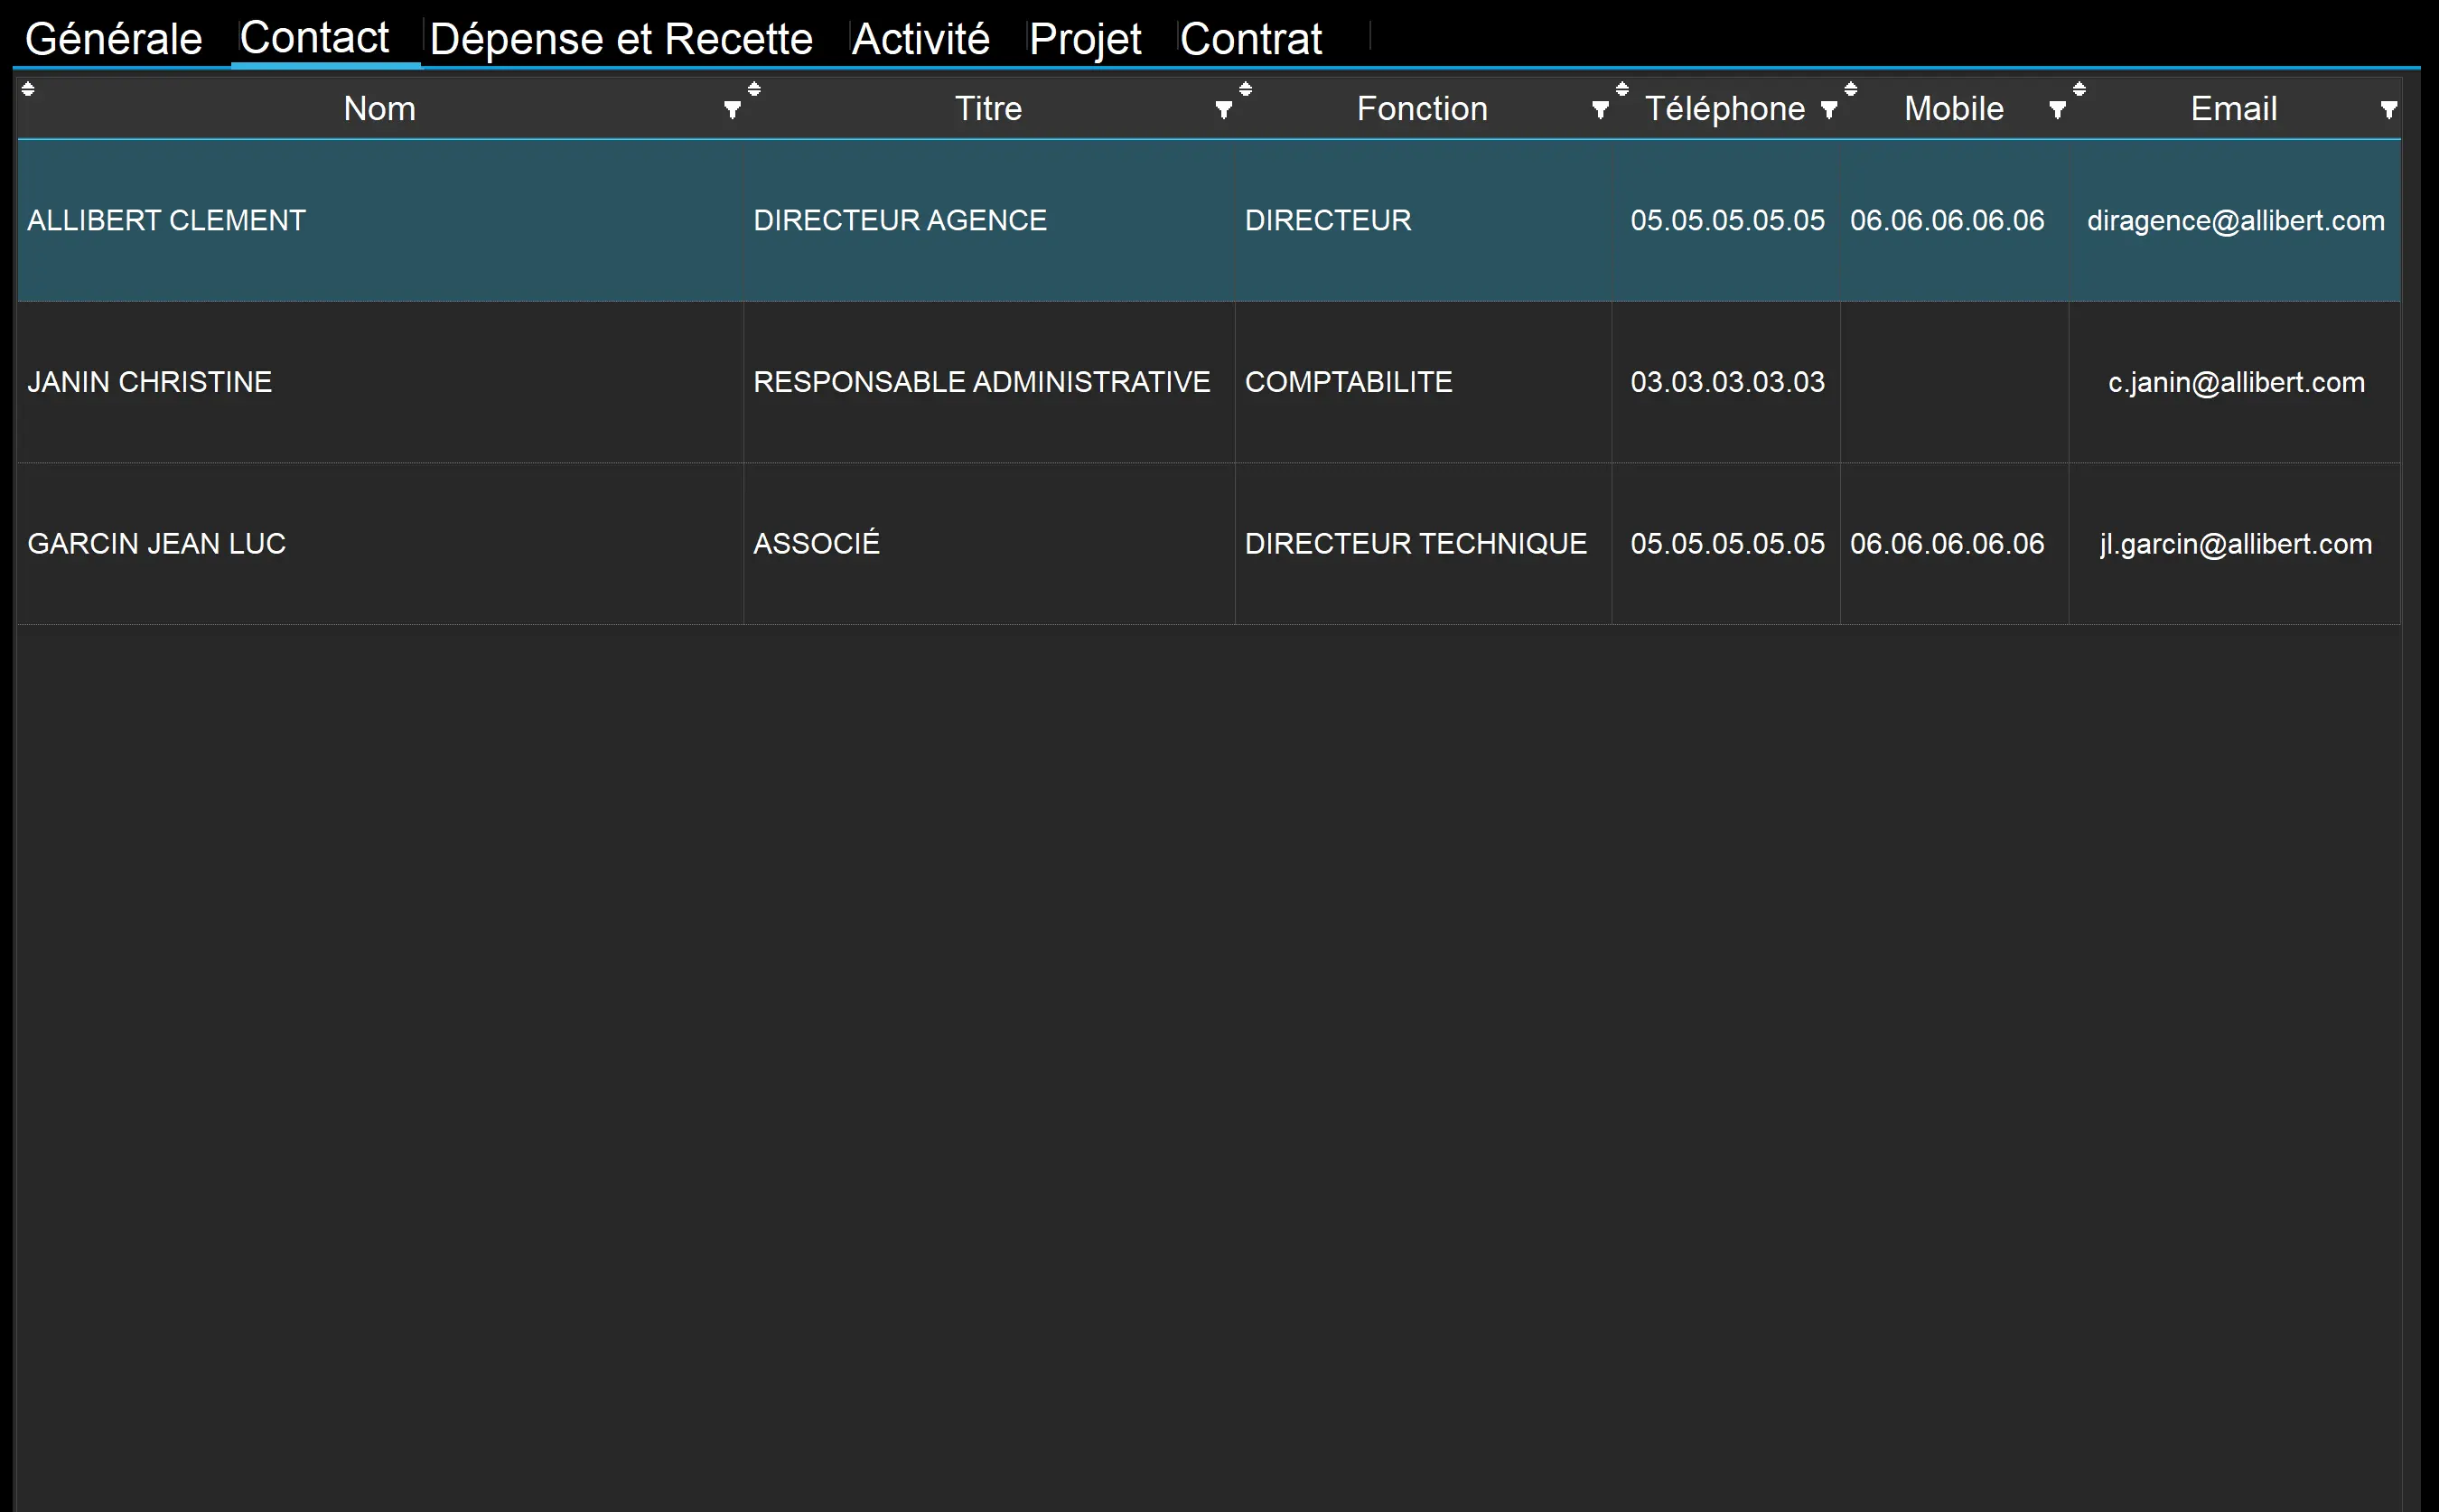 Générale Contact Dépense et Recette Activité Projet Contrat
Nom Titre Fonction Téléphone Mobile Email
ALLIBERT CLEMENT DIRECTEUR AGENCE DIRECTEUR 05.05.05.05.05 06.06.06.06.06 diragence@allibert.com
JANIN CHRISTINE RESPONSABLE ADMINISTRATIVE COMPTABILITE 03.03.03.03.03 c.janin@allibert.com
GARCIN JEAN LUC ASSOCIÉ DIRECTEUR TECHNIQUE 05.05.05.05.05 06.06.06.06.06 jl.garcin@allibert.com